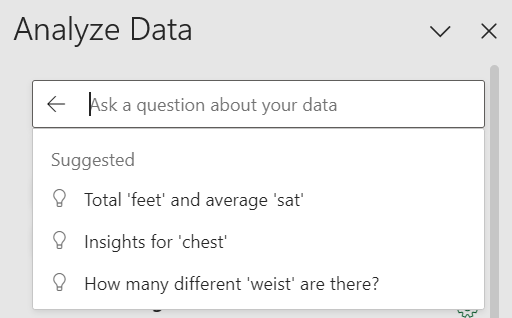 Analyze Data
Ask a question about your data
Suggested
Total 'feet' and average 'sat'
Insights for 'chest'
How many different 'weist' are there?